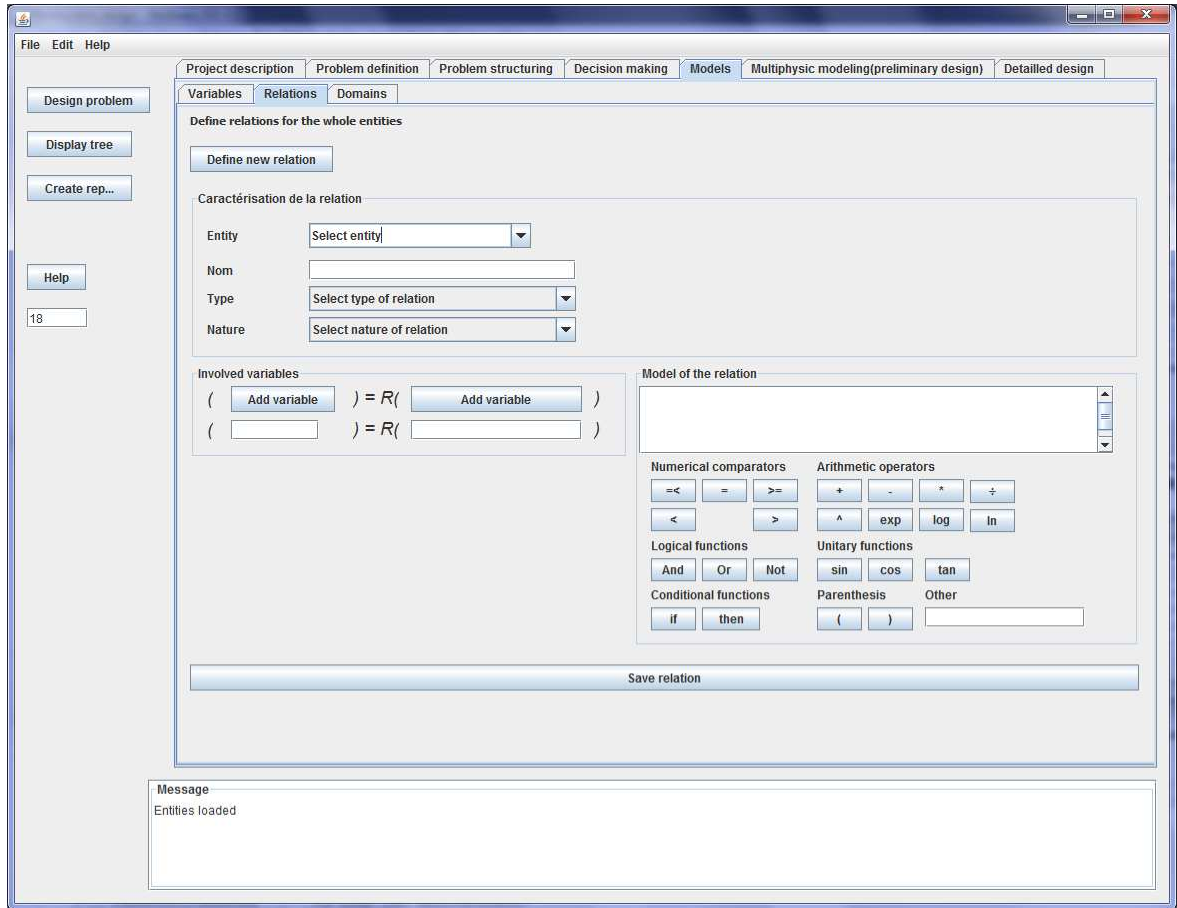 File Edit Help
Project description Problem definition Problem structuring Decision making Models Multiphysic modeling(preliminary design) Detailled design
Variables Relations Domains
Design problem
Display tree
Create rep...
Help
18
Define relations for the whole entities
Define new relation
Caractérisation de la relation
Entity Select entity
Nom
Type Select type of relation
Nature Select nature of relation
Involved variables
( Add variable ) = R( Add variable )
( ) = R( )
Model of the relation
Numerical comparators Arithmetic operators
=< = >= + - * ÷
< > ^ exp log ln
Logical functions Unitary functions
And Or Not sin cos tan
Conditional functions Parenthesis Other
if then ( )
Save relation
Message
Entities loaded